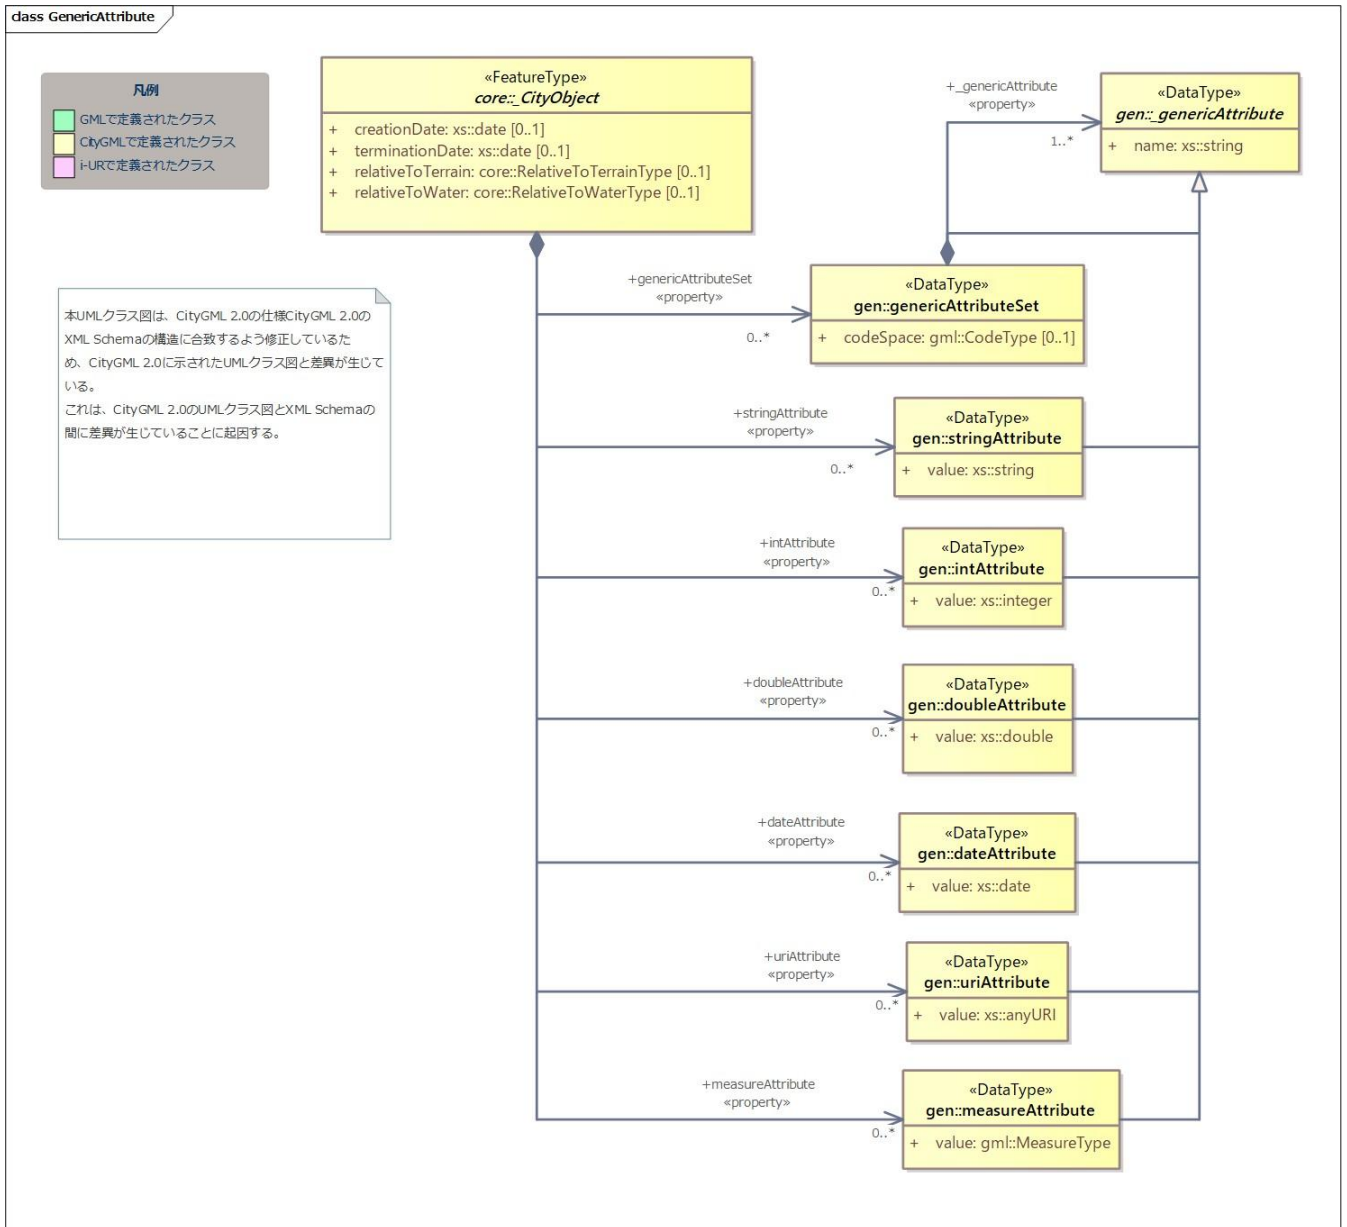 class GenericAttribute
凡例
GMLで定義されたクラス
CityGMLで定義されたクラス
i-URで定義されたクラス
«FeatureType»
core::_CityObject
+ creationDate: xs::date [0..1]
+ terminationDate: xs::date [0..1]
+ relativeToTerrain: core::RelativeToTerrainType [0..1]
+ relativeToWater: core::RelativeToWaterType [0..1]
+_genericAttribute
«property»
1..*
«DataType»
gen::_genericAttribute
+ name: xs::string
本UMLクラス図は、CityGML 2.0の仕様CityGML 2.0の
XML Schemaの構造に合致するよう修正しているた
め、CityGML 2.0に示されたUMLクラス図と差異が生じて
いる。
これは、CityGML 2.0のUMLクラス図とXML Schemaの
間に差異が生じていることに起因する。
+genericAttributeSet
«property»
0..*
«DataType»
gen::genericAttributeSet
+ codeSpace: gml::CodeType [0..1]
+stringAttribute
«property»
0..*
«DataType»
gen::stringAttribute
+ value: xs::string
+intAttribute
«property»
0..*
«DataType»
gen::intAttribute
+ value: xs::integer
+doubleAttribute
«property»
0..*
«DataType»
gen::doubleAttribute
+ value: xs::double
+dateAttribute
«property»
0..*
«DataType»
gen::dateAttribute
+ value: xs::date
+uriAttribute
«property»
0..*
«DataType»
gen::uriAttribute
+ value: xs::anyURI
+measureAttribute
«property»
0..*
«DataType»
gen::measureAttribute
+ value: gml::MeasureType